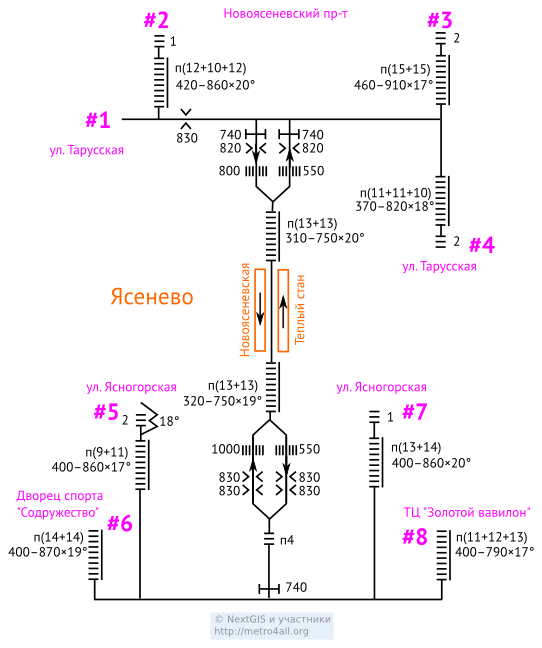 Новоясеневский пр-т
#2
#3
1
2
п(12+10+12)
420–860×20°
п(15+15)
460–910×17°
#1
830
740
740
820
820
ул. Тарусская
800
550
п(11+11+10)
370–820×18°
п(13+13)
310–750×20°
2
#4
ул. Тарусская
Ясенево
Новоясеневская
Теплый стан
ул. Ясногорская
п(13+13)
320–750×19°
ул. Ясногорская
#5
2
18°
1
#7
п(9+11)
400–860×17°
1000
550
п(13+14)
400–860×20°
830
830
830
830
Дворец спорта
"Содружество"
#6
ТЦ "Золотой вавилон"
#8
п(14+14)
400–870×19°
п4
п(11+12+13)
400–790×17°
740
© NextGIS и участники
http://metro4all.org